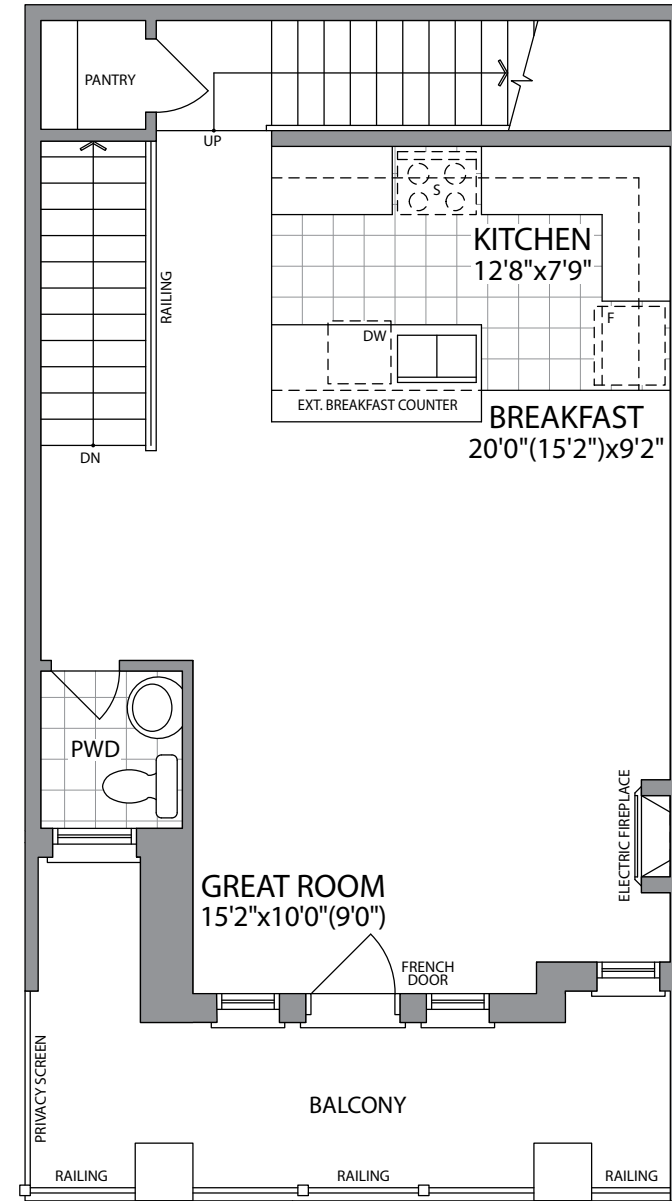 PANTRY
UP
S
KITCHEN
12'8"x7'9"
RAILING
F
DW
EXT. BREAKFAST COUNTER
BREAKFAST
20'0"(15'2")x9'2"
DN
PWD
ELECTRIC FIREPLACE
GREAT ROOM
15'2"x10'0"(9'0")
FRENCH
DOOR
PRIVACY SCREEN
BALCONY
RAILING
RAILING
RAILING